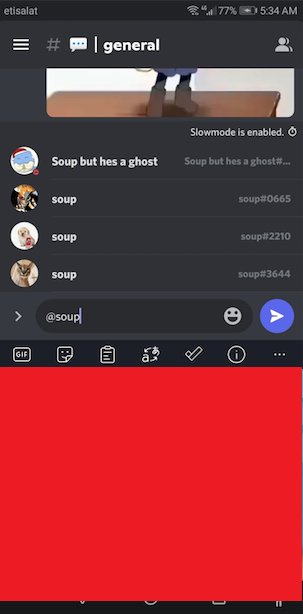 etisalat 4G 77% 5:34 AM
# 💬 | general
Slowmode is enabled.
Soup but hes a ghost Soup but hes a ghost#...
soup soup#0665
soup soup#2210
soup soup#3644
@soup
GIF